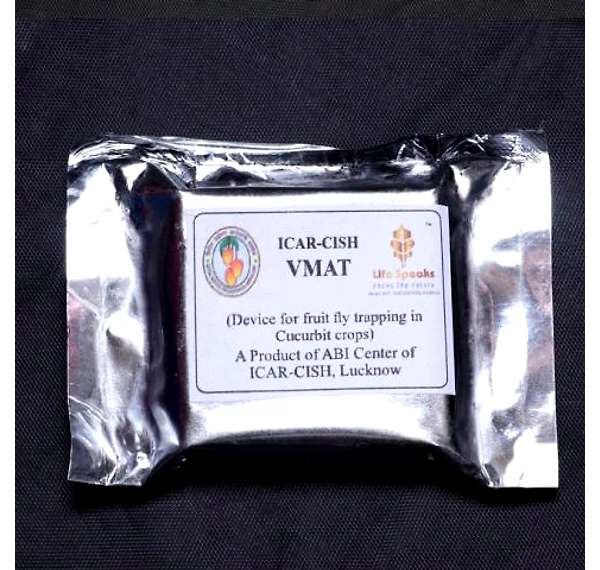 ICAR-CISH
VMAT
™
Life Speaks
(Device for fruit fly trapping in
Cucurbit crops)
A Product of ABI Center of
ICAR-CISH, Lucknow